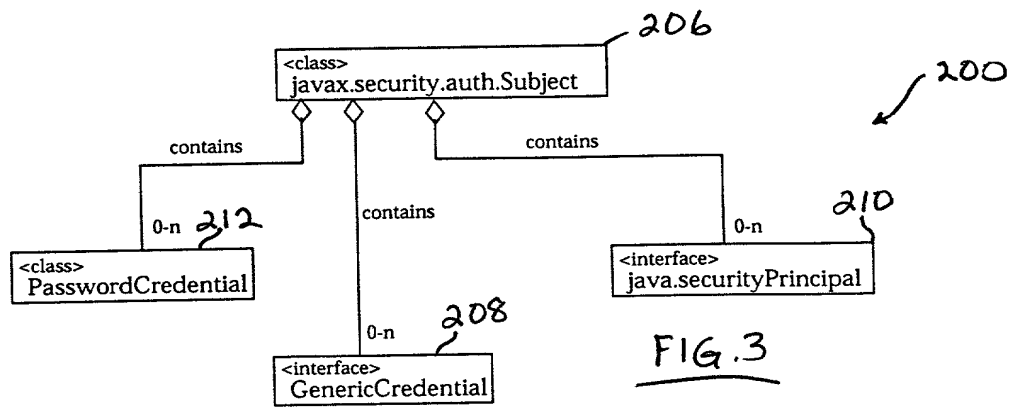 206
<class>
javax.security.auth.Subject
200
contains
contains
contains
0-n
212
0-n
210
<class>
PasswordCredential
<interface>
java.securityPrincipal
0-n
208
<interface>
GenericCredential
FIG.3